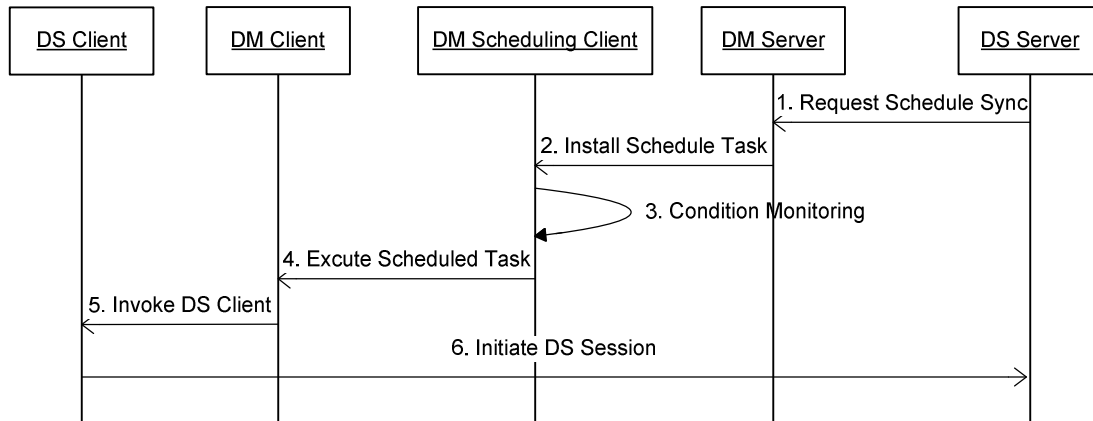 DS Client
DM Client
DM Scheduling Client
DM Server
DS Server
1. Request Schedule Sync
2. Install Schedule Task
3. Condition Monitoring
4. Excute Scheduled Task
5. Invoke DS Client
6. Initiate DS Session